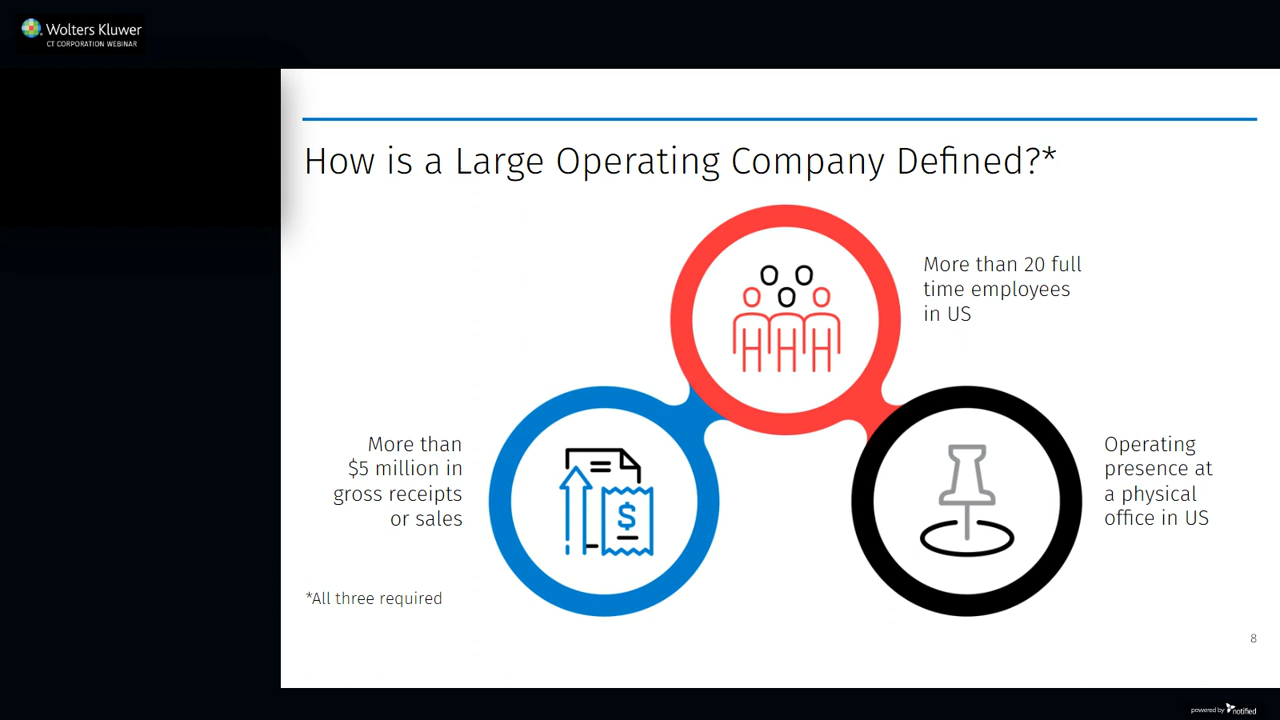 Wolters Kluwer
CT CORPORATION WEBINAR
How is a Large Operating Company Defined?*
More than 20 full
time employees
in US
More than
$5 million in
gross receipts
or sales
$
Operating
presence at
a physical
office in US
*All three required
8
powered by notified